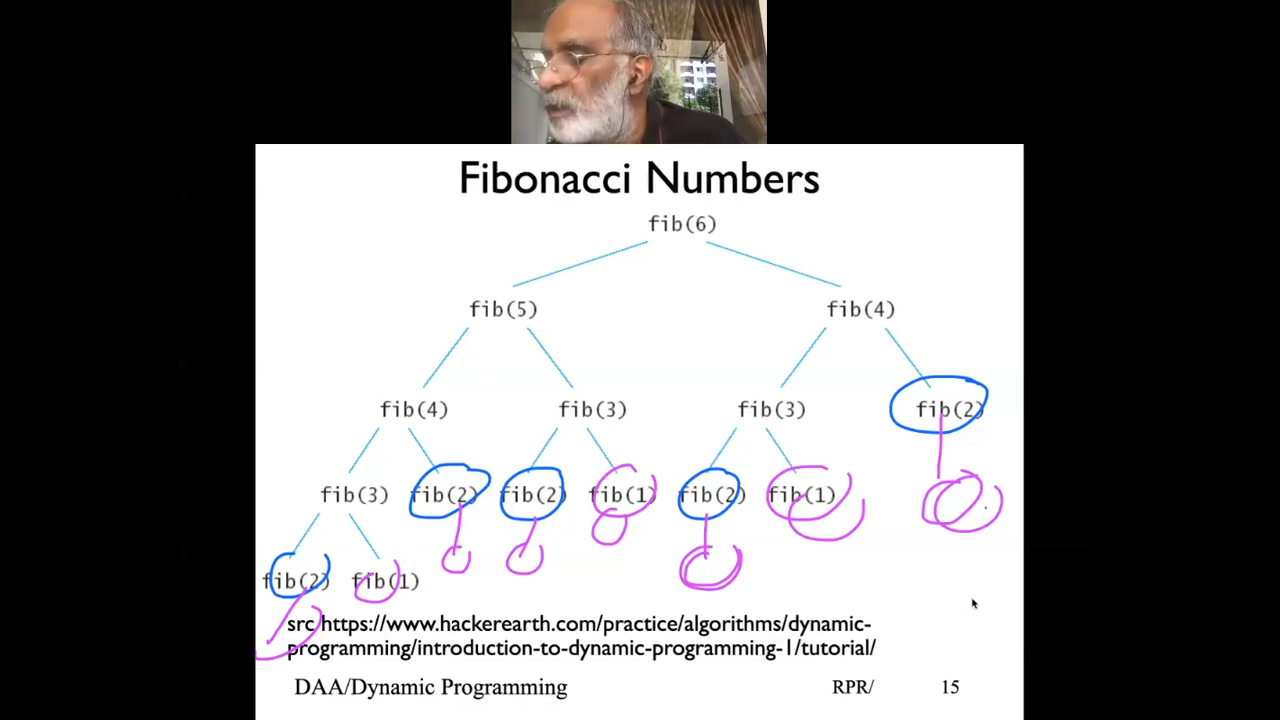 Fibonacci Numbers
fib(6)
fib(5) fib(4)
fib(4) fib(3) fib(3) fib(2)
fib(3) fib(2) fib(2) fib(1) fib(2) fib(1)
fib(2) fib(1)
src https://www.hackerearth.com/practice/algorithms/dynamic-
programming/introduction-to-dynamic-programming-1/tutorial/
DAA/Dynamic Programming RPR/ 15